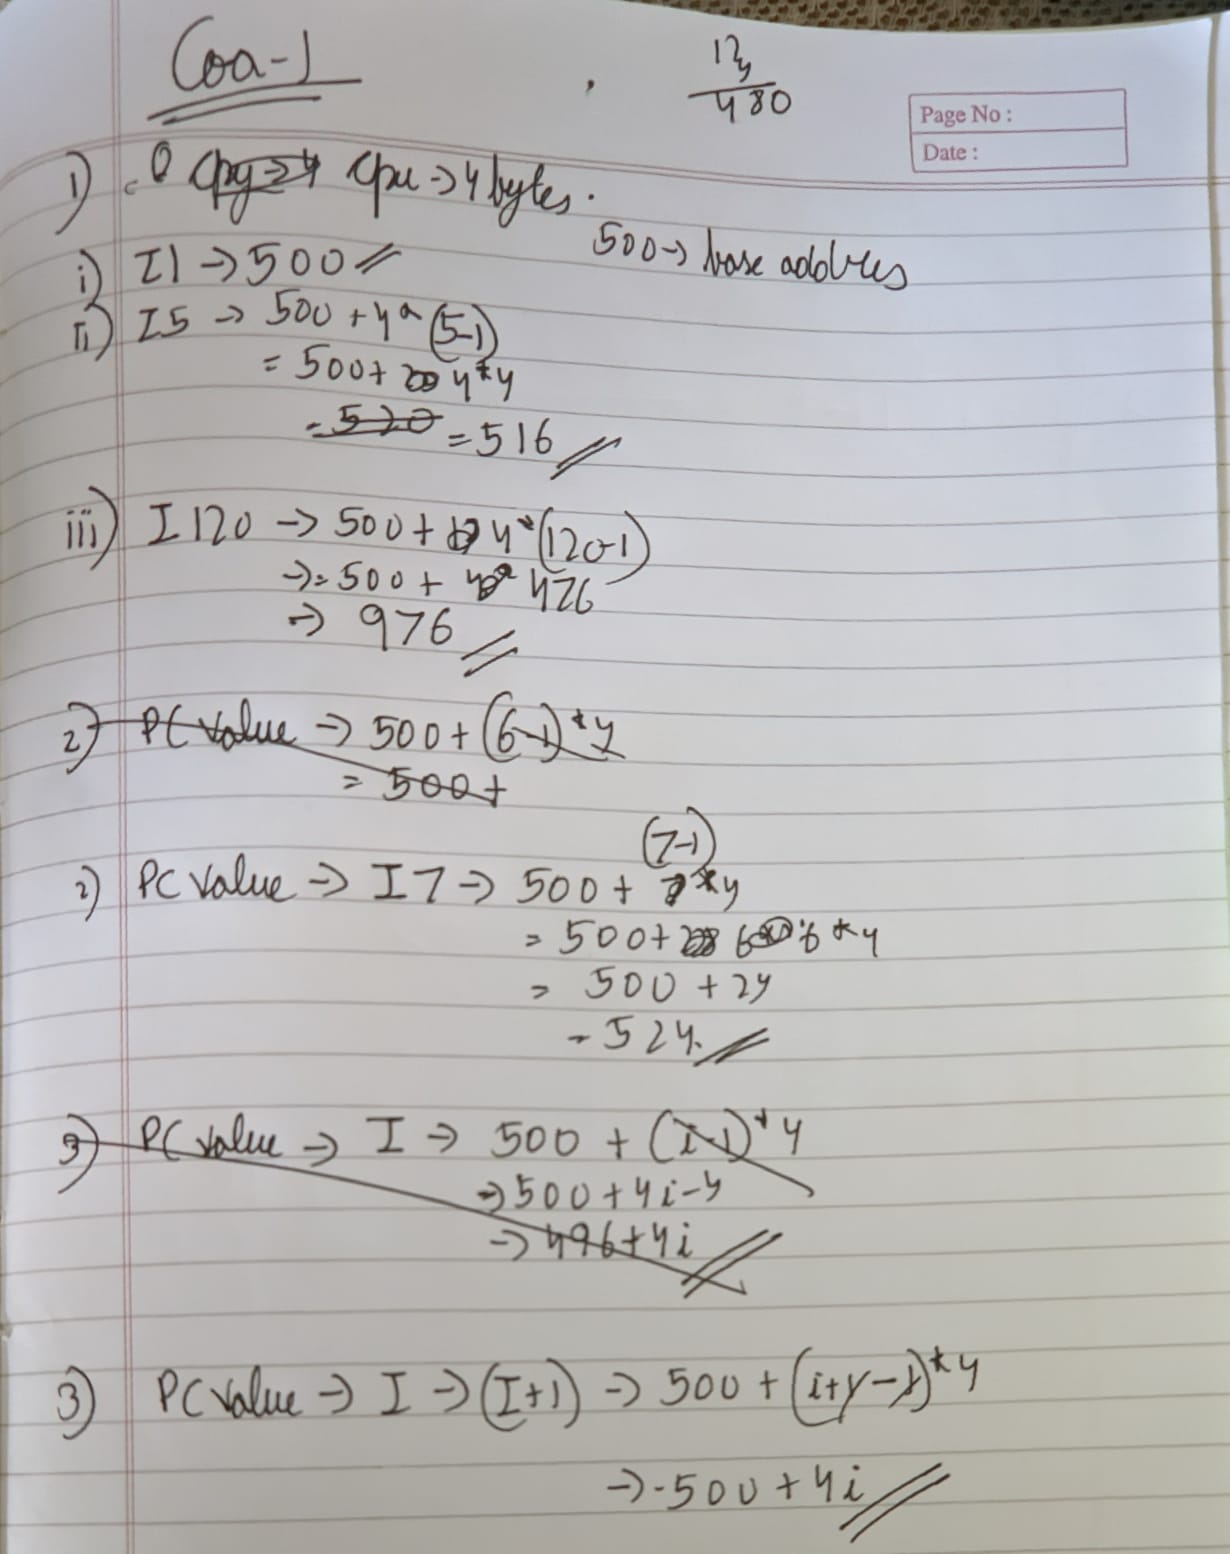 Coa-1
12y
480
Page No :
Date :
1) cpu → 4 bytes.
500 → base address
i) I1 → 500
ii) I5 → 500 + 4* (5-1)
= 500 + 4*4
= 520 = 516
iii) I 120 → 500 + 4*(120-1)
→ = 500 + 476
→ 976
2) PC Value → 500 + (6-1)*4
= 500+
2) PC Value → I7 → 500 + (7-1)*4
= 500 + 6*4
= 500 + 24
= 524.
3) PC Value → I → 500 + (i-1)*4
→ 500 + 4i-4
→ 496+4i
3) PC Value → I → (I+1) → 500 + (i+1-1)*4
→ 500 + 4i